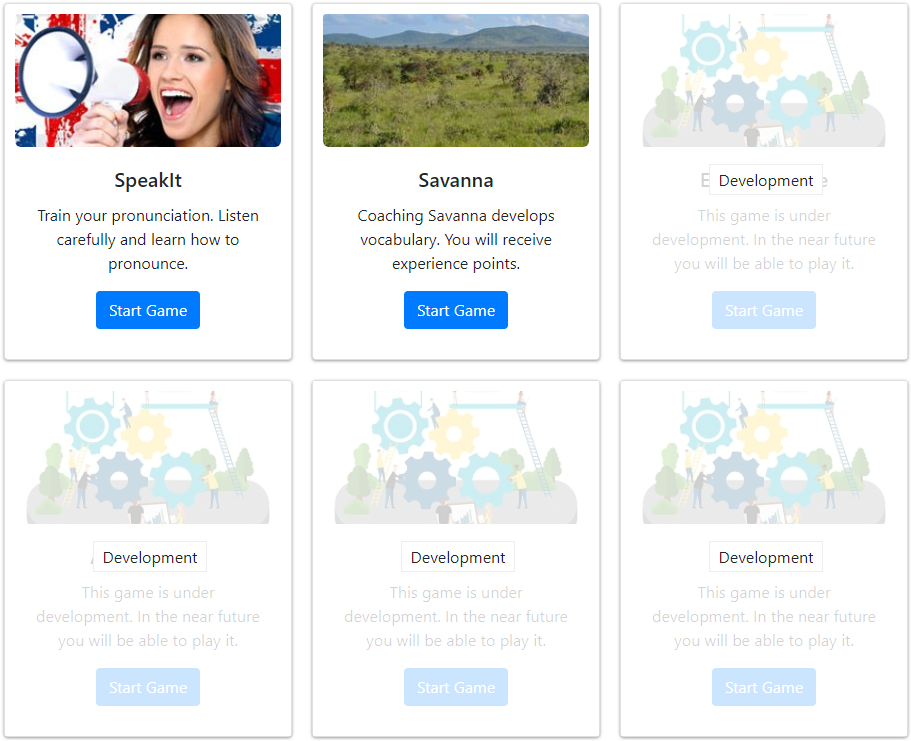 SpeakIt
Train your pronunciation. Listen
carefully and learn how to
pronounce.
Start Game
Savanna
Coaching Savanna develops
vocabulary. You will receive
experience points.
Start Game
Development
This game is under
development. In the near future
you will be able to play it.
Start Game
Development
This game is under
development. In the near future
you will be able to play it.
Start Game
Development
This game is under
development. In the near future
you will be able to play it.
Start Game
Development
This game is under
development. In the near future
you will be able to play it.
Start Game